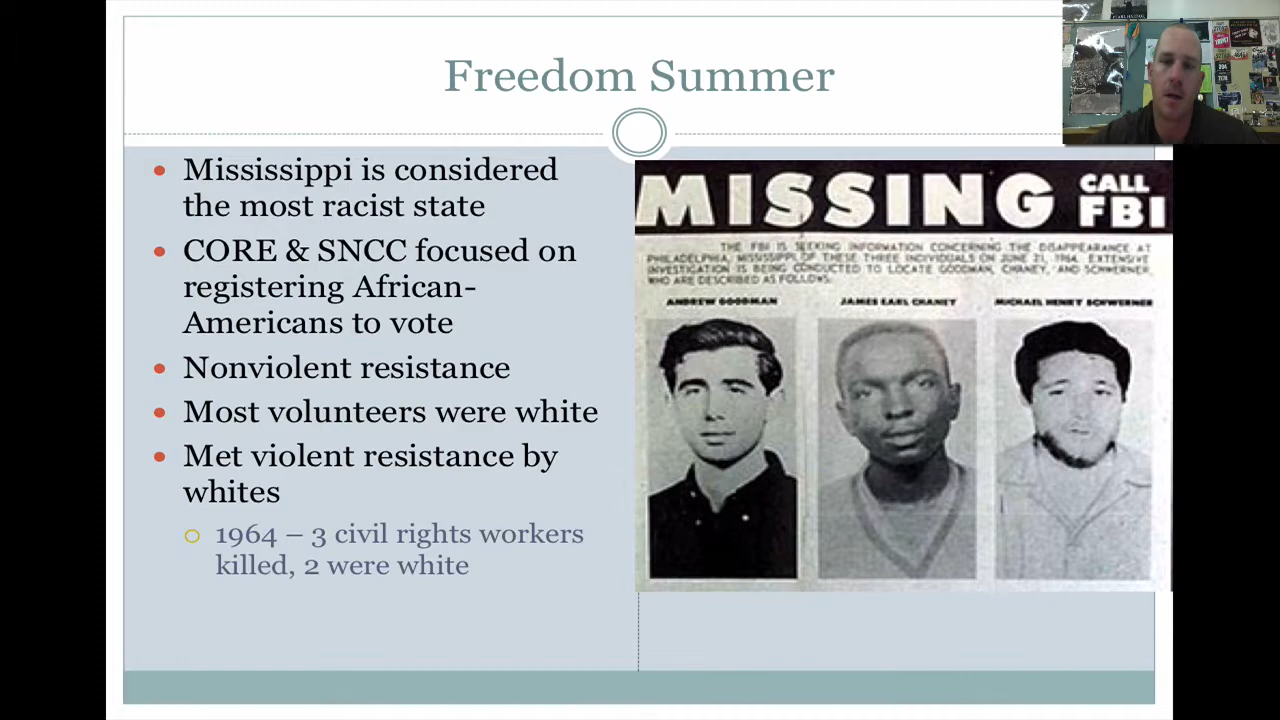 Freedom Summer
Mississippi is considered
the most racist state
CORE & SNCC focused on
registering African-
Americans to vote
Nonviolent resistance
Most volunteers were white
Met violent resistance by
whites
1964 – 3 civil rights workers
killed, 2 were white
MISSING CALL FBI
THE FBI IS SEEKING INFORMATION CONCERNING THE DISAPPEARANCE AT
PHILADELPHIA, MISSISSIPPI, OF THESE THREE INDIVIDUALS ON JUNE 21, 1964. EXTENSIVE
INVESTIGATION IS BEING CONDUCTED TO LOCATE GOODMAN, CHANEY, AND SCHWERNER,
WHO ARE DESCRIBED AS FOLLOWS:
ANDREW GOODMAN
JAMES EARL CHANEY
MICHAEL HENRY SCHWERNER